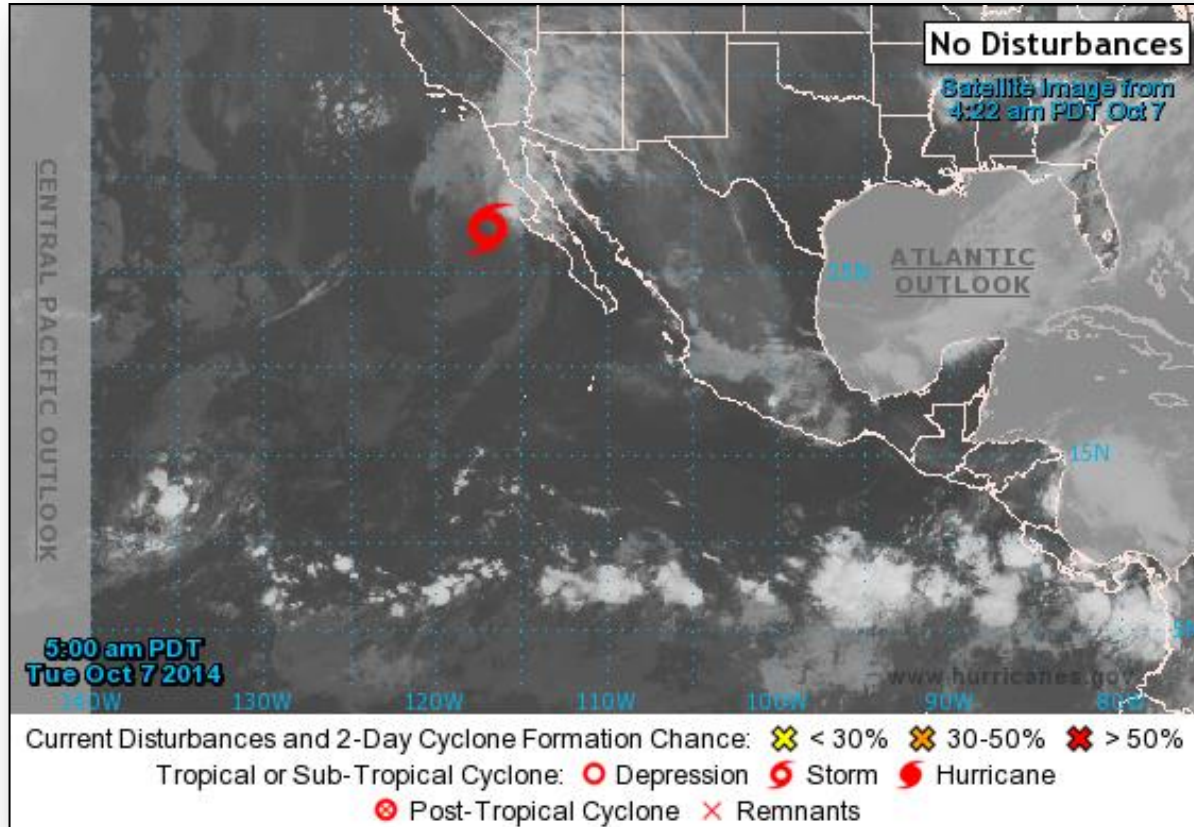 No Disturbances
Satellite Image from
4:22 am PDT Oct 7
CENTRAL PACIFIC OUTLOOK
ATLANTIC
OUTLOOK
15N
5:00 am PDT
Tue Oct 7 2014
www.hurricanes.gov
140W 130W 120W 110W 100W 90W 80W
Current Disturbances and 2-Day Cyclone Formation Chance: < 30% 30-50% > 50%
Tropical or Sub-Tropical Cyclone: Depression Storm Hurricane
Post-Tropical Cyclone Remnants